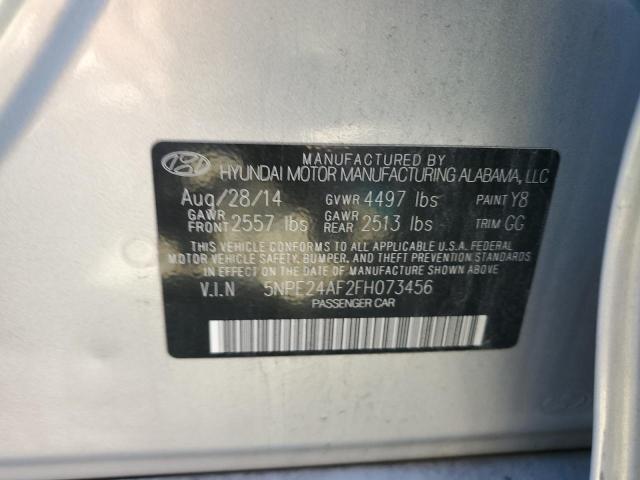 MANUFACTURED BY
HYUNDAI MOTOR MANUFACTURING ALABAMA, LLC
Aug/28/14 GVWR 4497 lbs PAINT Y8
GAWR FRONT 2557 lbs GAWR REAR 2513 lbs TRIM GG
THIS VEHICLE CONFORMS TO ALL APPLICABLE U.S.A. FEDERAL
MOTOR VEHICLE SAFETY, BUMPER, AND THEFT PREVENTION STANDARDS
IN EFFECT ON THE DATE OF MANUFACTURE SHOWN ABOVE.
V.I.N 5NPE24AF2FH073456
PASSENGER CAR